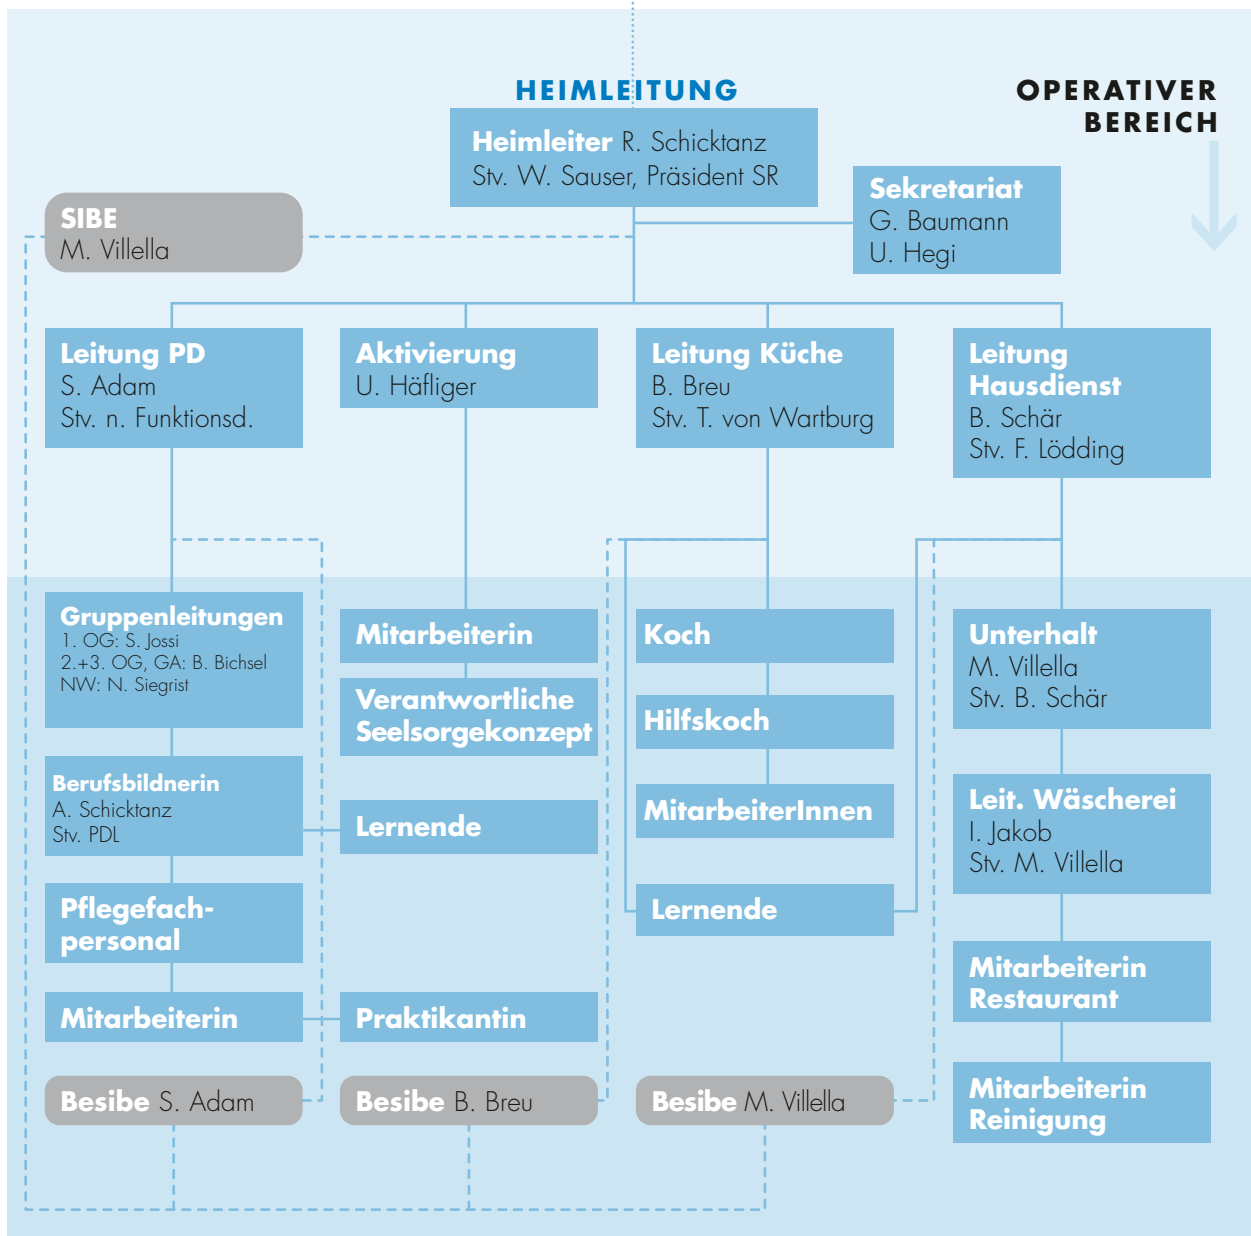 HEIMLEITUNG
OPERATIVER
BEREICH
Heimleiter R. Schicktanz
Stv. W. Sauser, Präsident SR
Sekretariat
G. Baumann
U. Hegi
SIBE
M. Villella
Leitung PD
S. Adam
Stv. n. Funktionsd.
Aktivierung
U. Häfliger
Leitung Küche
B. Breu
Stv. T. von Wartburg
Leitung
Hausdienst
B. Schär
Stv. F. Lödding
Gruppenleitungen
1. OG: S. Jossi
2.+3. OG, GA: B. Bichsel
NW: N. Siegrist
Mitarbeiterin
Verantwortliche
Seelsorgekonzept
Koch
Hilfskoch
MitarbeiterInnen
Unterhalt
M. Villella
Stv. B. Schär
Berufsbildnerin
A. Schicktanz
Stv. PDL
Lernende
Lernende
Leit. Wäscherei
I. Jakob
Stv. M. Villella
Pflegefach-
personal
Mitarbeiterin
Praktikantin
Mitarbeiterin
Restaurant
Mitarbeiterin
Reinigung
Besibe S. Adam
Besibe B. Breu
Besibe M. Villella